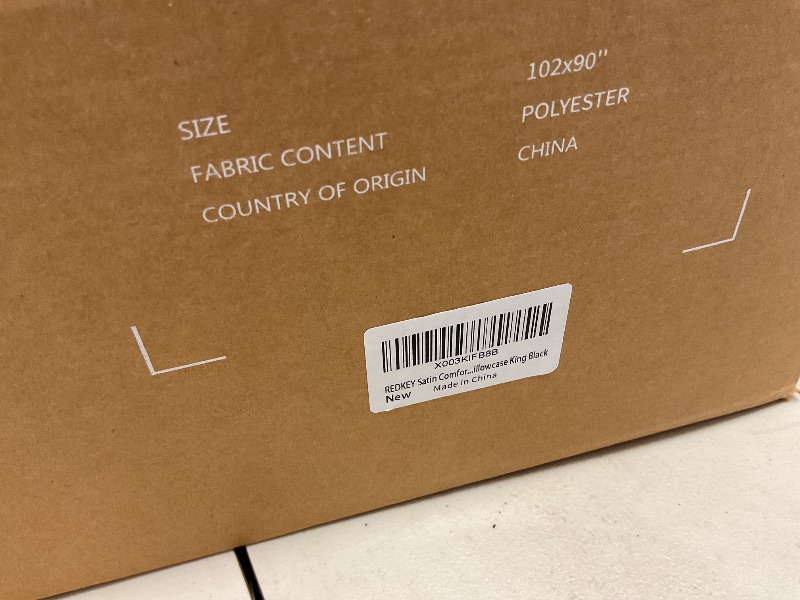 SIZE 102x90''
FABRIC CONTENT POLYESTER
COUNTRY OF ORIGIN CHINA
X003KIFB8B
REDKEY Satin Comfor...illowcase King Black
New Made in China